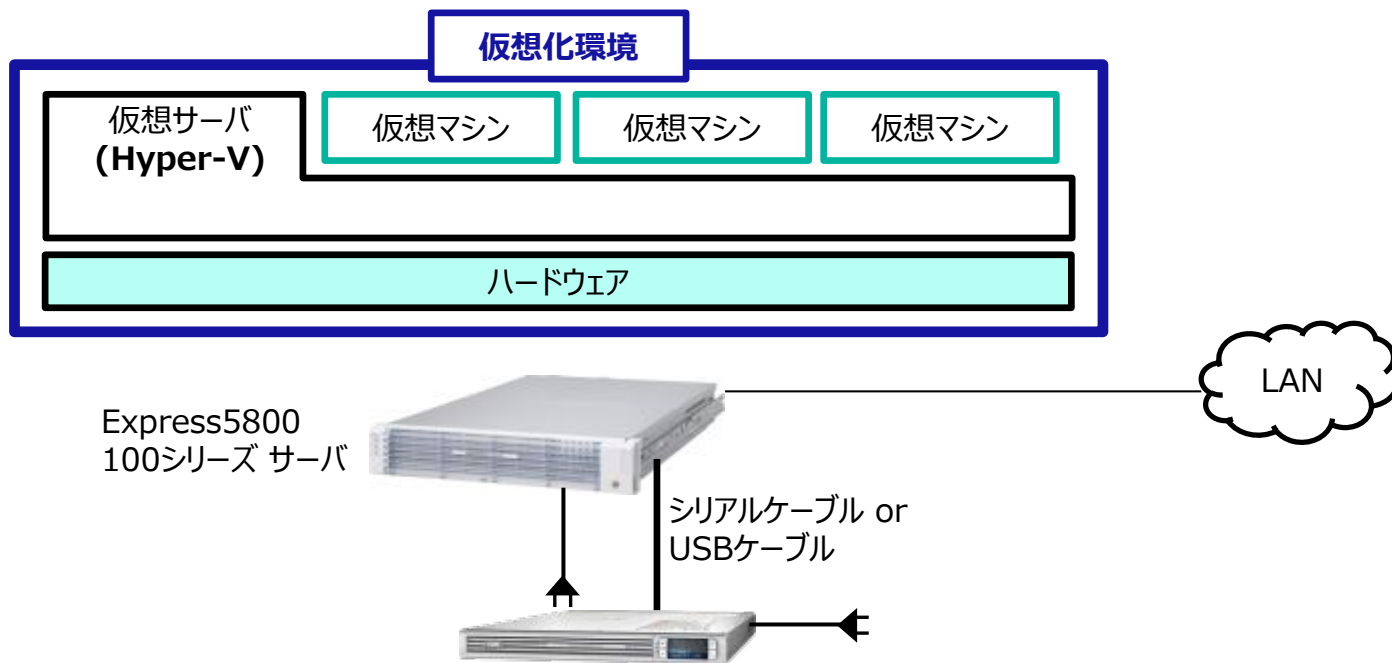 仮想化環境
仮想サーバ
(Hyper-V)
仮想マシン
仮想マシン
仮想マシン
ハードウェア
LAN
Express5800
100シリーズ サーバ
シリアルケーブル or
USBケーブル